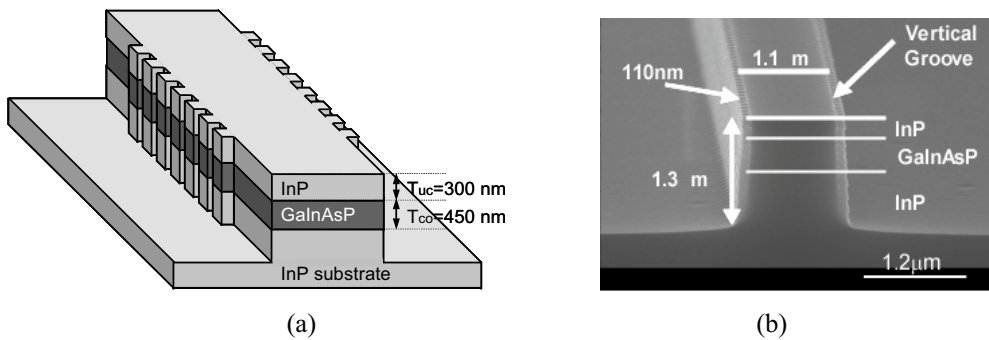 InP
T_uc=300 nm
GaInAsP
T_co=450 nm
InP substrate
(a)
Vertical
Groove
1.1 m
110nm
InP
GaInAsP
1.3 m
InP
1.2μm
(b)